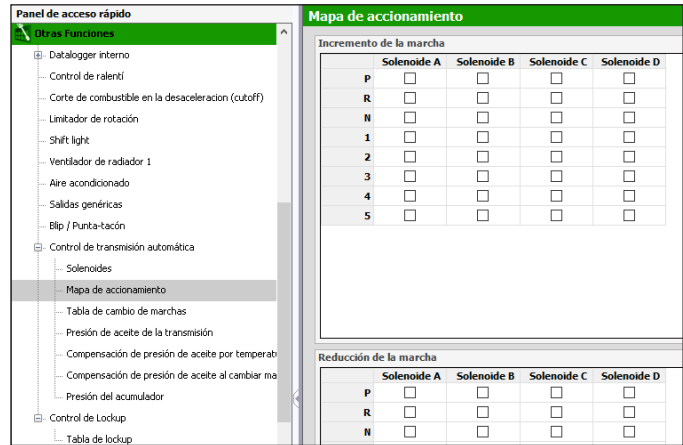 Panel de acceso rápido
Otras Funciones
Datalogger interno
Control de ralentí
Corte de combustible en la desaceleracion (cutoff)
Limitador de rotación
Shift light
Ventilador de radiador 1
Aire acondicionado
Salidas genéricas
Blip / Punta-tacón
Control de transmisión automática
Solenoides
Mapa de accionamiento
Tabla de cambio de marchas
Presión de aceite de la transmisión
Compensación de presión de aceite por temperatu
Compensación de presión de aceite al cambiar ma
Presión del acumulador
Control de Lockup
Tabla de lockup
Mapa de accionamiento
Incremento de la marcha
Solenoide A Solenoide B Solenoide C Solenoide D
P
R
N
1
2
3
4
5
Reducción de la marcha
Solenoide A Solenoide B Solenoide C Solenoide D
P
R
N